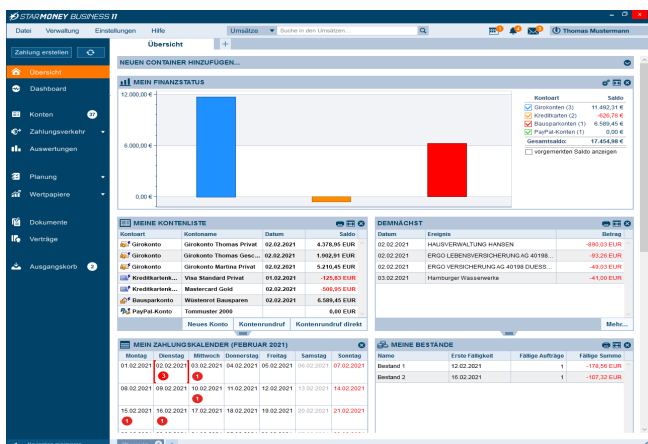 STARMONEY BUSINESS 11
Datei Verwaltung Einstellungen Hilfe Umsätze Suche in den Umsätzen... Thomas Mustermann
Zahlung erstellen
Übersicht
Übersicht
Dashboard
Konten 37
Zahlungsverkehr
Auswertungen
Planung
Wertpapiere
Dokumente
Verträge
Ausgangskorb 2
NEUEN CONTAINER HINZUFÜGEN...
MEIN FINANZSTATUS
12.000,00 €
6.000,00 €
0,00 €
Kontoart Saldo
Girokonten (3) 11.492,31 €
Kreditkarten (2) -626,78 €
Bausparkonten (1) 6.589,45 €
PayPal-Konten (1) 0,00 €
Gesamtsaldo: 17.454,98 €
vorgemerkten Saldo anzeigen
MEINE KONTENLISTE
Kontoart Kontoname Datum Saldo
Girokonto Girokonto Thomas Privat 02.02.2021 4.378,95 EUR
Girokonto Girokonto Thomas Gesc... 02.02.2021 1.902,91 EUR
Girokonto Girokonto Martina Privat 02.02.2021 5.210,45 EUR
Kreditkartenk... Visa Standard Privat 01.02.2021 -125,83 EUR
Kreditkartenk... Mastercard Gold 02.02.2021 -500,95 EUR
Bausparkonto Wüstenrot Bausparen 02.02.2021 6.589,45 EUR
PayPal-Konto Tommuster 2000 0,00 EUR
Neues Konto Kontenrundruf Kontenrundruf direkt
DEMNÄCHST
Datum Ereignis Betrag
02.02.2021 HAUSVERWALTUNG HANSEN -890,03 EUR
02.02.2021 ERGO LEBENSVERSICHERUNG AG 40198... -93,26 EUR
02.02.2021 ERGO VERSICHERUNG AG 40198 DUESS... -49,03 EUR
03.02.2021 Hamburger Wasserwerke -41,00 EUR
Mehr...
MEIN ZAHLUNGSKALENDER (FEBRUAR 2021)
Montag Dienstag Mittwoch Donnerstag Freitag Samstag Sonntag
01.02.2021 02.02.2021 03.02.2021 04.02.2021 05.02.2021 06.02.2021 07.02.2021
3 1
08.02.2021 09.02.2021 10.02.2021 11.02.2021 12.02.2021 13.02.2021 14.02.2021
1
15.02.2021 16.02.2021 17.02.2021 18.02.2021 19.02.2021 20.02.2021 21.02.2021
1 1
MEINE BESTÄNDE
Name Erste Fälligkeit Fällige Aufträge Fällige Summe
Bestand 1 12.02.2021 1 -178,56 EUR
Bestand 2 16.02.2021 1 -107,32 EUR